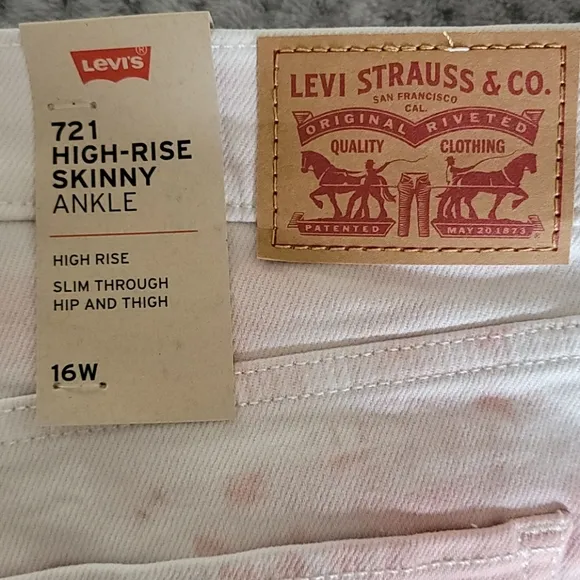 LEVI'S®
721
HIGH-RISE
SKINNY
ANKLE
HIGH RISE
SLIM THROUGH
HIP AND THIGH
16W
LEVI STRAUSS & CO.
SAN FRANCISCO
CAL.
ORIGINAL RIVETED
QUALITY CLOTHING
PATENTED MAY 20 1873
®